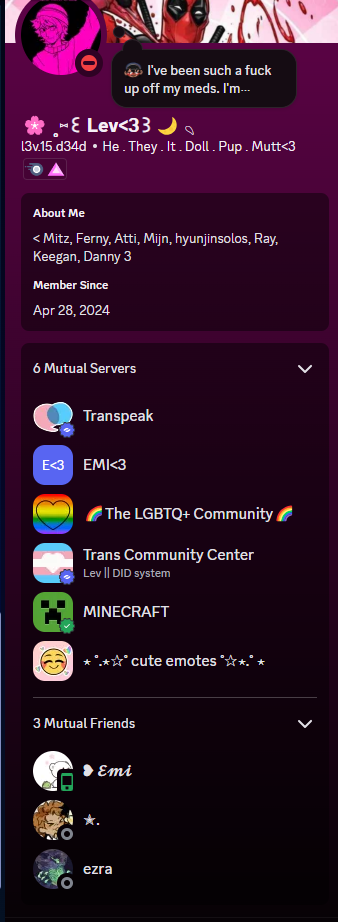 I've been such a fuck
up off my meds. I'm...
🌸 ˳⑅꒰ Lev<3꒱ 🌙
l3v.15.d34d • He . They . It . Doll . Pup . Mutt<3
About Me
< Mitz, Ferny, Atti, Mijn, hyunjinsolos, Ray,
Keegan, Danny 3
Member Since
Apr 28, 2024
6 Mutual Servers
Transpeak
E<3 EMI<3
🌈 The LGBTQ+ Community 🌈
Trans Community Center
Lev || DID system
MINECRAFT
⋆˚.⋆☆˚ cute emotes ˚☆⋆.˚ ⋆
3 Mutual Friends
❥ 𝓔𝓶𝓲
✭.
ezra